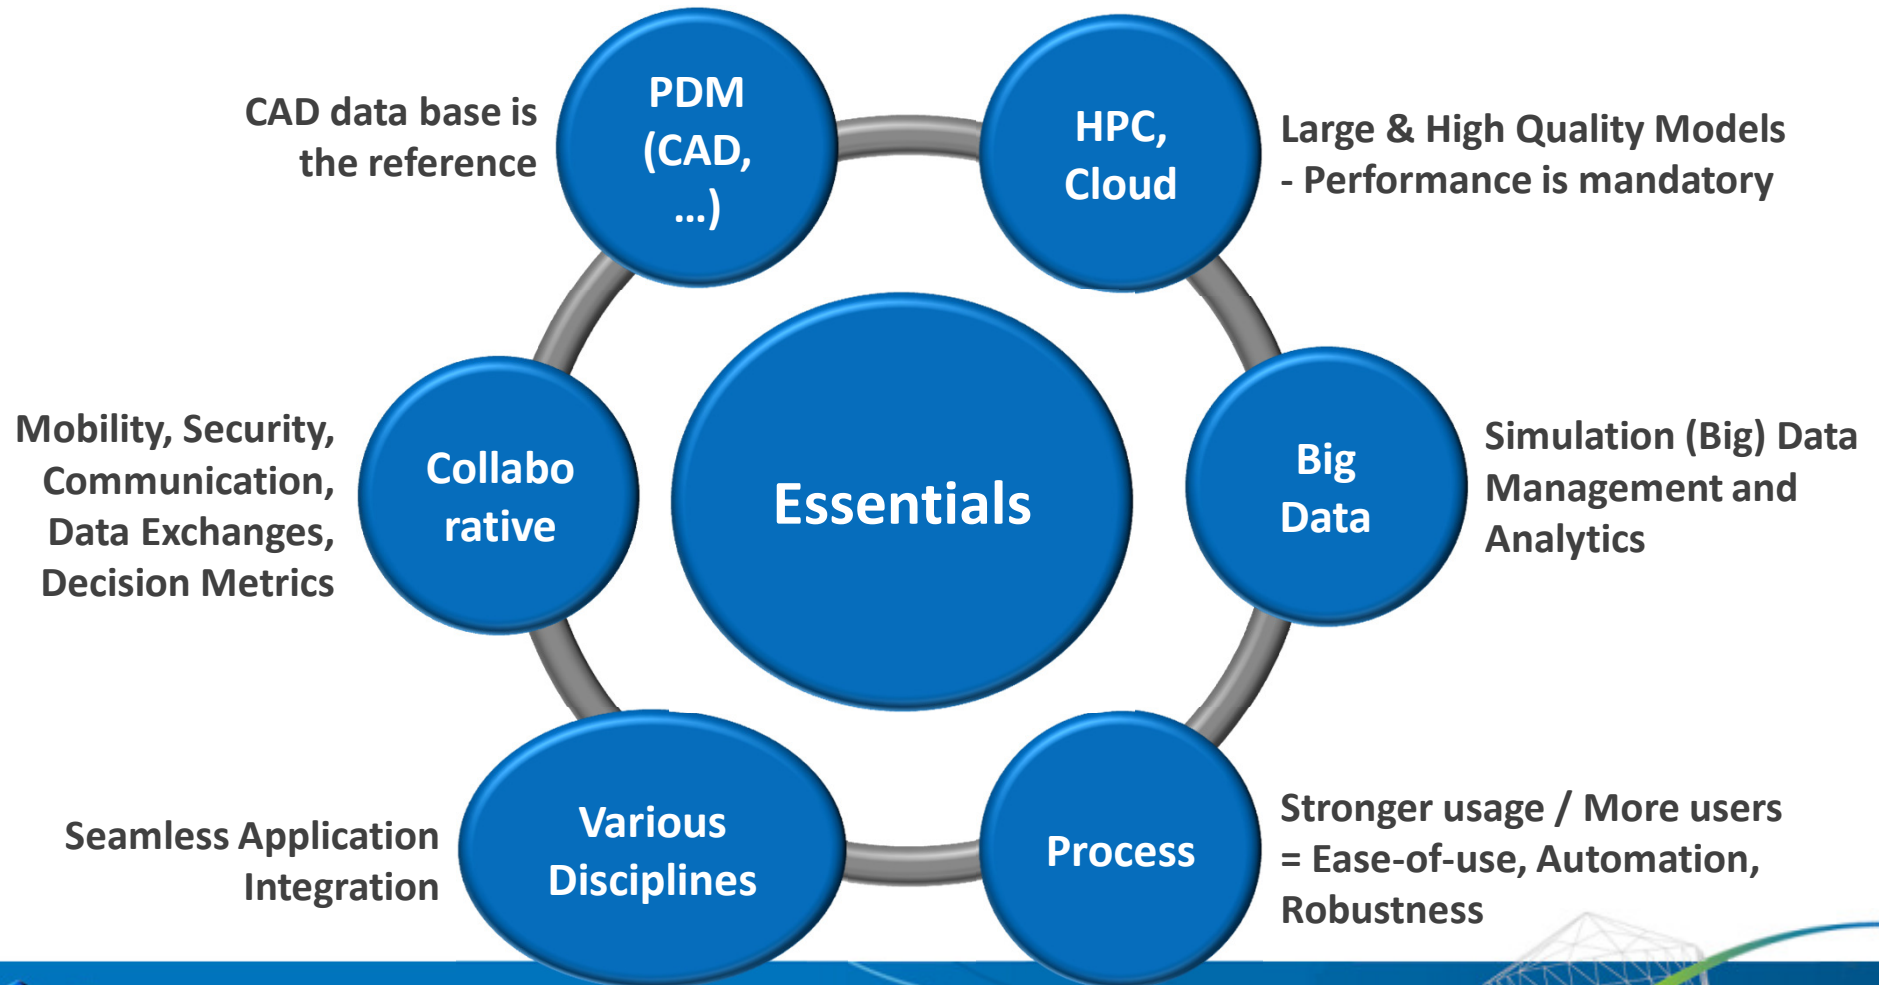 PDM
(CAD,
...)
CAD data base is
the reference
HPC,
Cloud
Large & High Quality Models
- Performance is mandatory
Collabo
rative
Mobility, Security,
Communication,
Data Exchanges,
Decision Metrics
Essentials
Big
Data
Simulation (Big) Data
Management and
Analytics
Various
Disciplines
Seamless Application
Integration
Process
Stronger usage / More users
= Ease-of-use, Automation,
Robustness